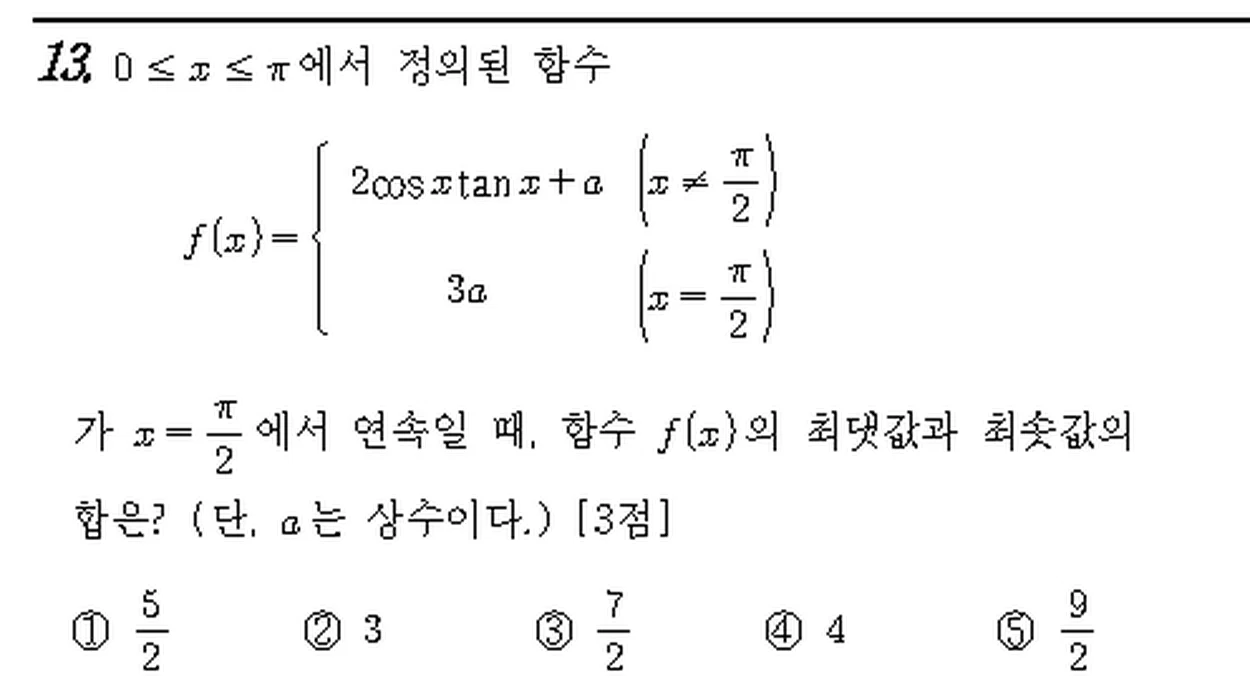 13. 0 ≤ x ≤ π에서 정의된 함수
f(x) = { 2cos x tan x + a (x ≠ π/2)
3a (x = π/2)
가 x = π/2 에서 연속일 때, 함수 f(x)의 최댓값과 최솟값의
합은? (단, a는 상수이다.) [3점]
① 5/2 ② 3 ③ 7/2 ④ 4 ⑤ 9/2